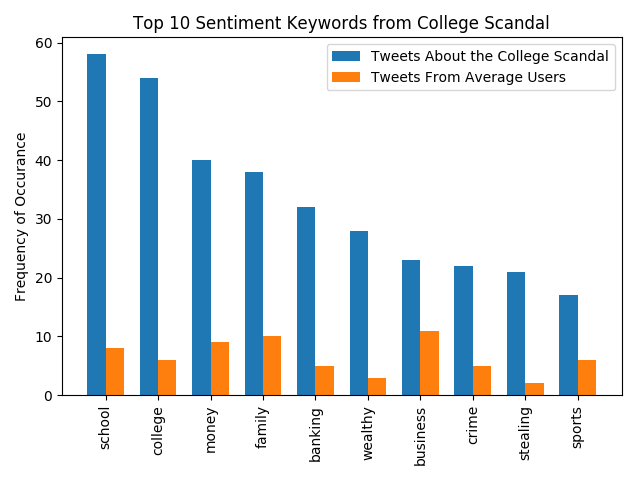 Top 10 Sentiment Keywords from College Scandal
Tweets About the College Scandal
Tweets From Average Users
Frequency of Occurance
60
50
40
30
20
10
0
school
college
money
family
banking
wealthy
business
crime
stealing
sports